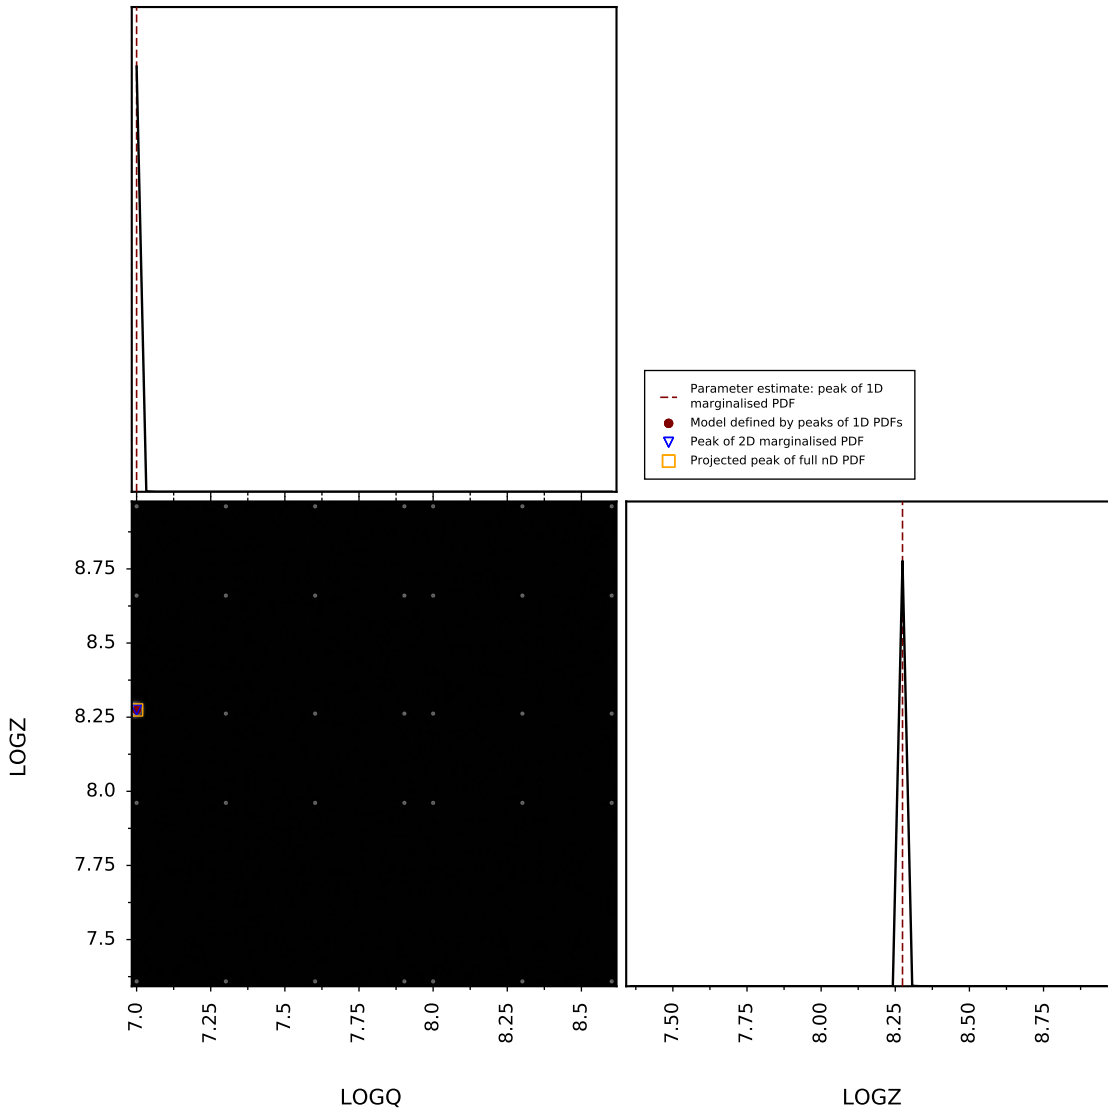 Parameter estimate: peak of 1D
marginalised PDF
Model defined by peaks of 1D PDFs
Peak of 2D marginalised PDF
Projected peak of full nD PDF
LOGZ
8.75
8.5
8.25
8.0
7.75
7.5
7.0 7.25 7.5 7.75 8.0 8.25 8.5
7.50 7.75 8.00 8.25 8.50 8.75
LOGQ
LOGZ